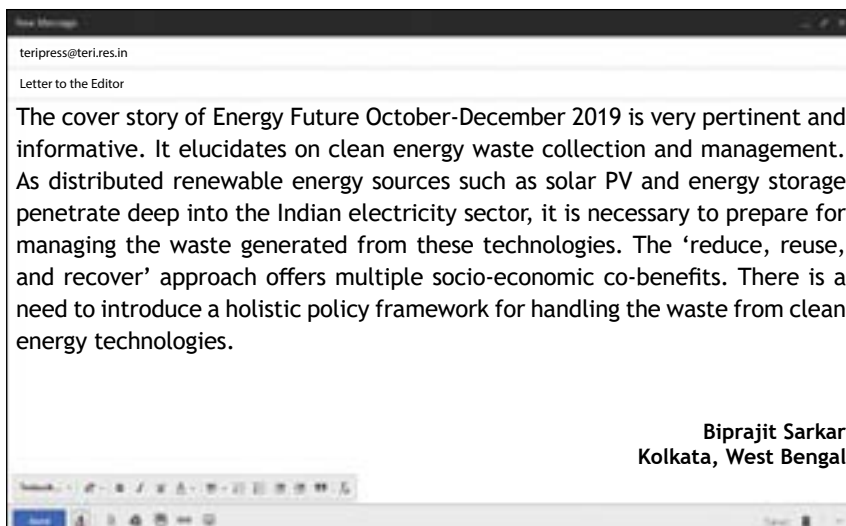 New Message
teripress@teri.res.in
Letter to the Editor
The cover story of Energy Future October-December 2019 is very pertinent and
informative. It elucidates on clean energy waste collection and management.
As distributed renewable energy sources such as solar PV and energy storage
penetrate deep into the Indian electricity sector, it is necessary to prepare for
managing the waste generated from these technologies. The ‘reduce, reuse,
and recover’ approach offers multiple socio-economic co-benefits. There is a
need to introduce a holistic policy framework for handling the waste from clean
energy technologies.
Biprajit Sarkar
Kolkata, West Bengal
Send